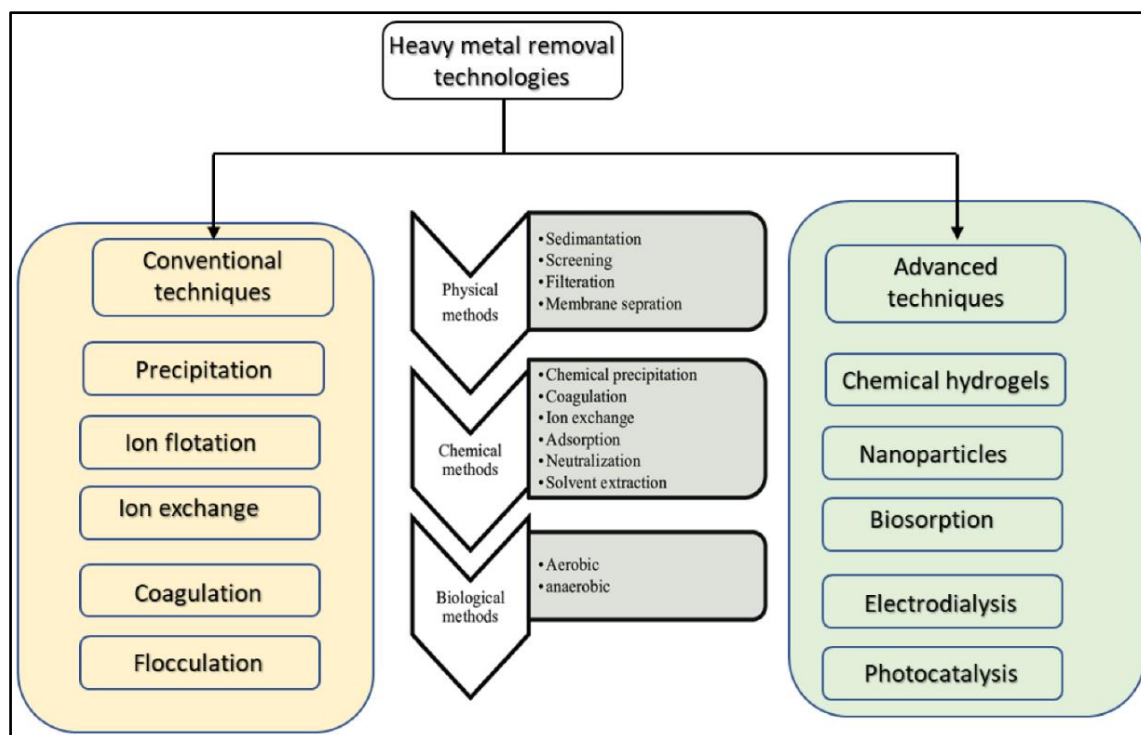 Heavy metal removal
technologies
Conventional
techniques
Precipitation
Ion flotation
Ion exchange
Coagulation
Flocculation
Physical
methods
•Sedimantation
•Screening
•Filteration
•Membrane sepration
Chemical
methods
•Chemical precipitation
•Coagulation
•Ion exchange
•Adsorption
•Neutralization
•Solvent extraction
Biological
methods
•Aerobic
•anaerobic
Advanced
techniques
Chemical hydrogels
Nanoparticles
Biosorption
Electrodialysis
Photocatalysis